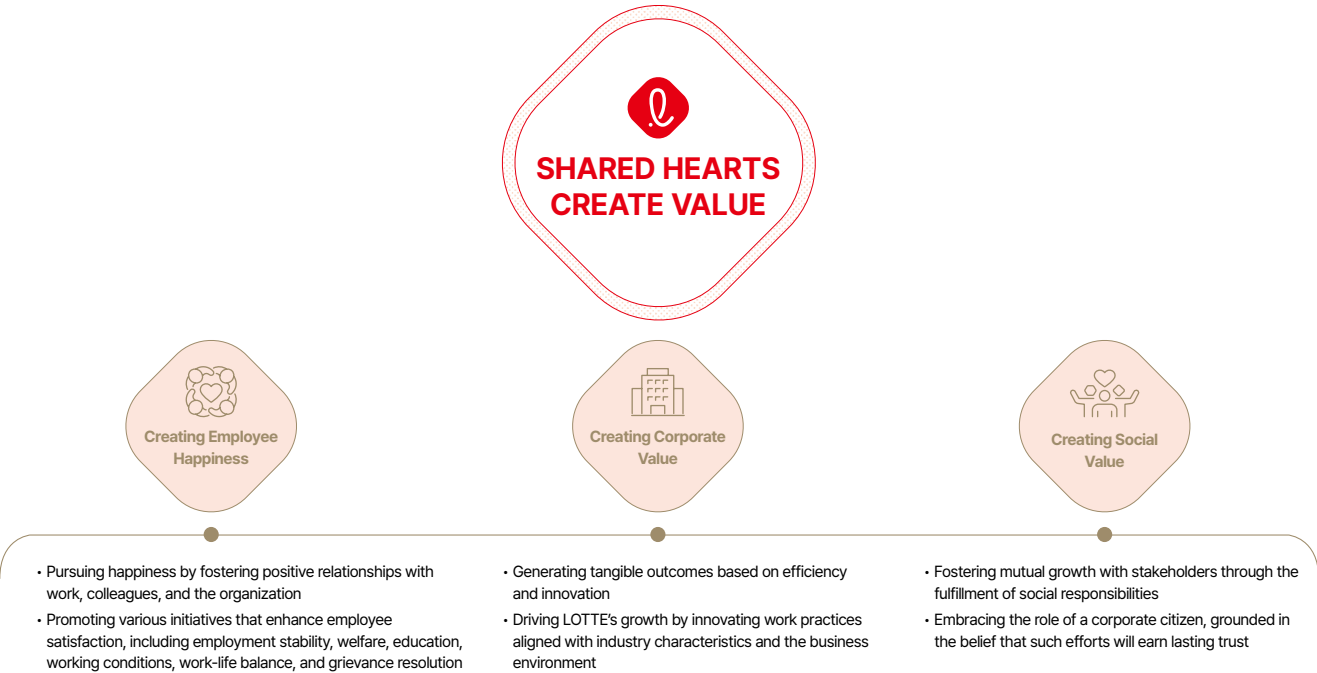 SHARED HEARTS
CREATE VALUE
Creating Employee
Happiness
Creating Corporate
Value
Creating Social
Value
• Pursuing happiness by fostering positive relationships with
work, colleagues, and the organization
• Promoting various initiatives that enhance employee
satisfaction, including employment stability, welfare, education,
working conditions, work-life balance, and grievance resolution
• Generating tangible outcomes based on efficiency
and innovation
• Driving LOTTE’s growth by innovating work practices
aligned with industry characteristics and the business
environment
• Fostering mutual growth with stakeholders through the
fulfillment of social responsibilities
• Embracing the role of a corporate citizen, grounded in
the belief that such efforts will earn lasting trust